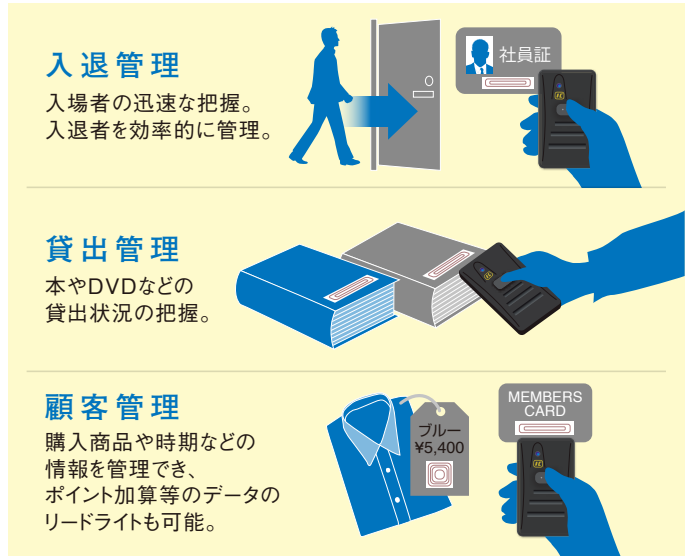 入退管理
入場者の迅速な把握。
入退者を効率的に管理。
社員証
貸出管理
本やDVDなどの
貸出状況の把握。
顧客管理
購入商品や時期などの
情報を管理でき、
ポイント加算等のデータの
リードライトも可能。
ブルー
¥5,400
MEMBERS
CARD